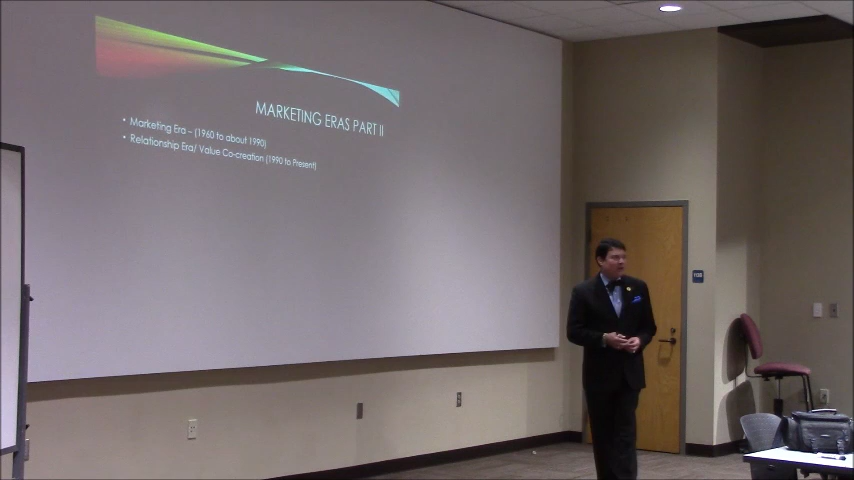 MARKETING ERAS PART II
• Marketing Era – (1960 to about 1990)
• Relationship Era/ Value Co-creation (1990 to Present)